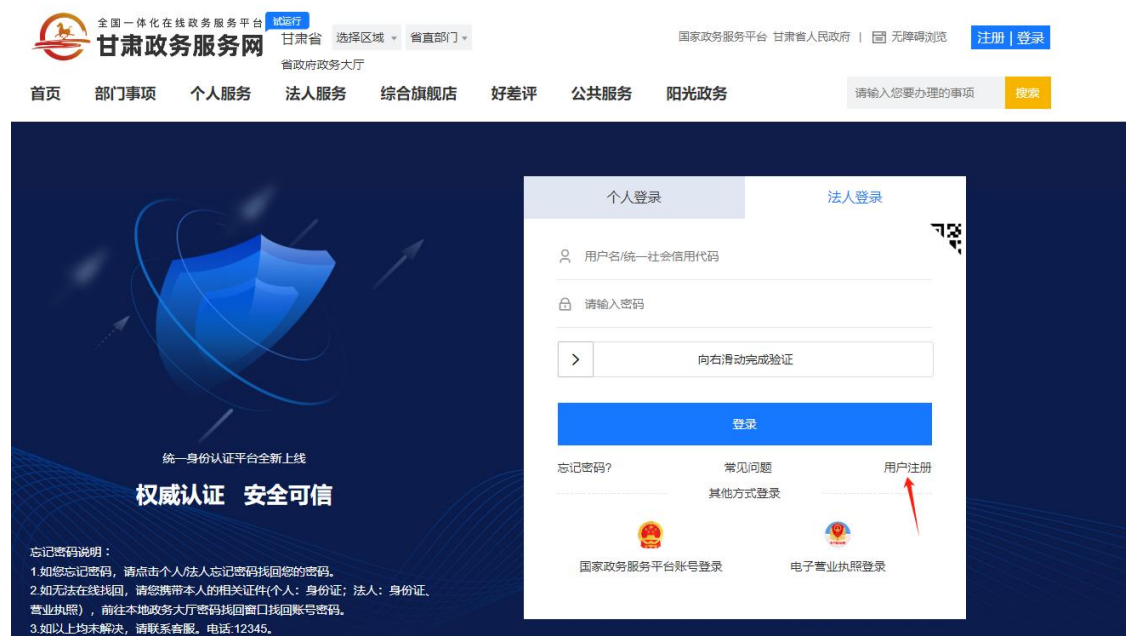 全国一体化在线政务服务平台 试运行
甘肃政务服务网
甘肃省 选择区域 省直部门
省政府政务大厅
国家政务服务平台 甘肃省人民政府 | 无障碍浏览
注册 | 登录
首页 部门事项 个人服务 法人服务 综合旗舰店 好差评 公共服务 阳光政务
请输入您要办理的事项 搜索
个人登录 法人登录
用户名/统一社会信用代码
请输入密码
向右滑动完成验证
登录
忘记密码? 常见问题 用户注册
其他方式登录
国家政务服务平台账号登录 电子营业执照登录
统一身份认证平台全新上线
权威认证 安全可信
忘记密码说明：
1.如您忘记密码，请点击个人/法人忘记密码找回您的密码。
2.如无法在线找回，请您携带本人的相关证件(个人：身份证；法人：身份证、
营业执照），前往本地政务大厅密码找回窗口找回账号密码。
3.如以上均未解决，请联系客服。电话:12345。